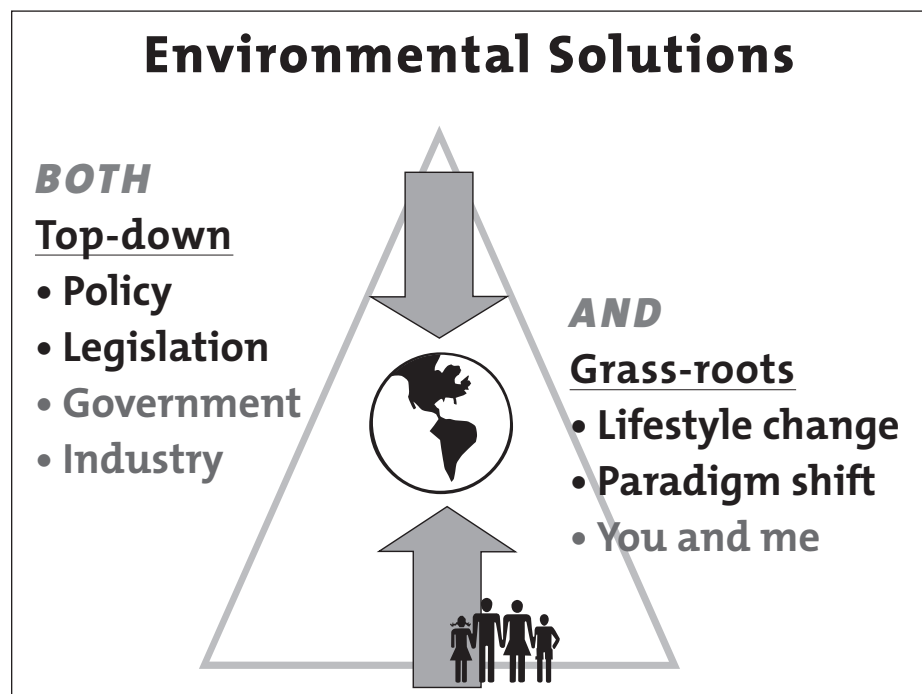 Environmental Solutions
BOTH
Top-down
• Policy
• Legislation
• Government
• Industry
AND
Grass-roots
• Lifestyle change
• Paradigm shift
• You and me